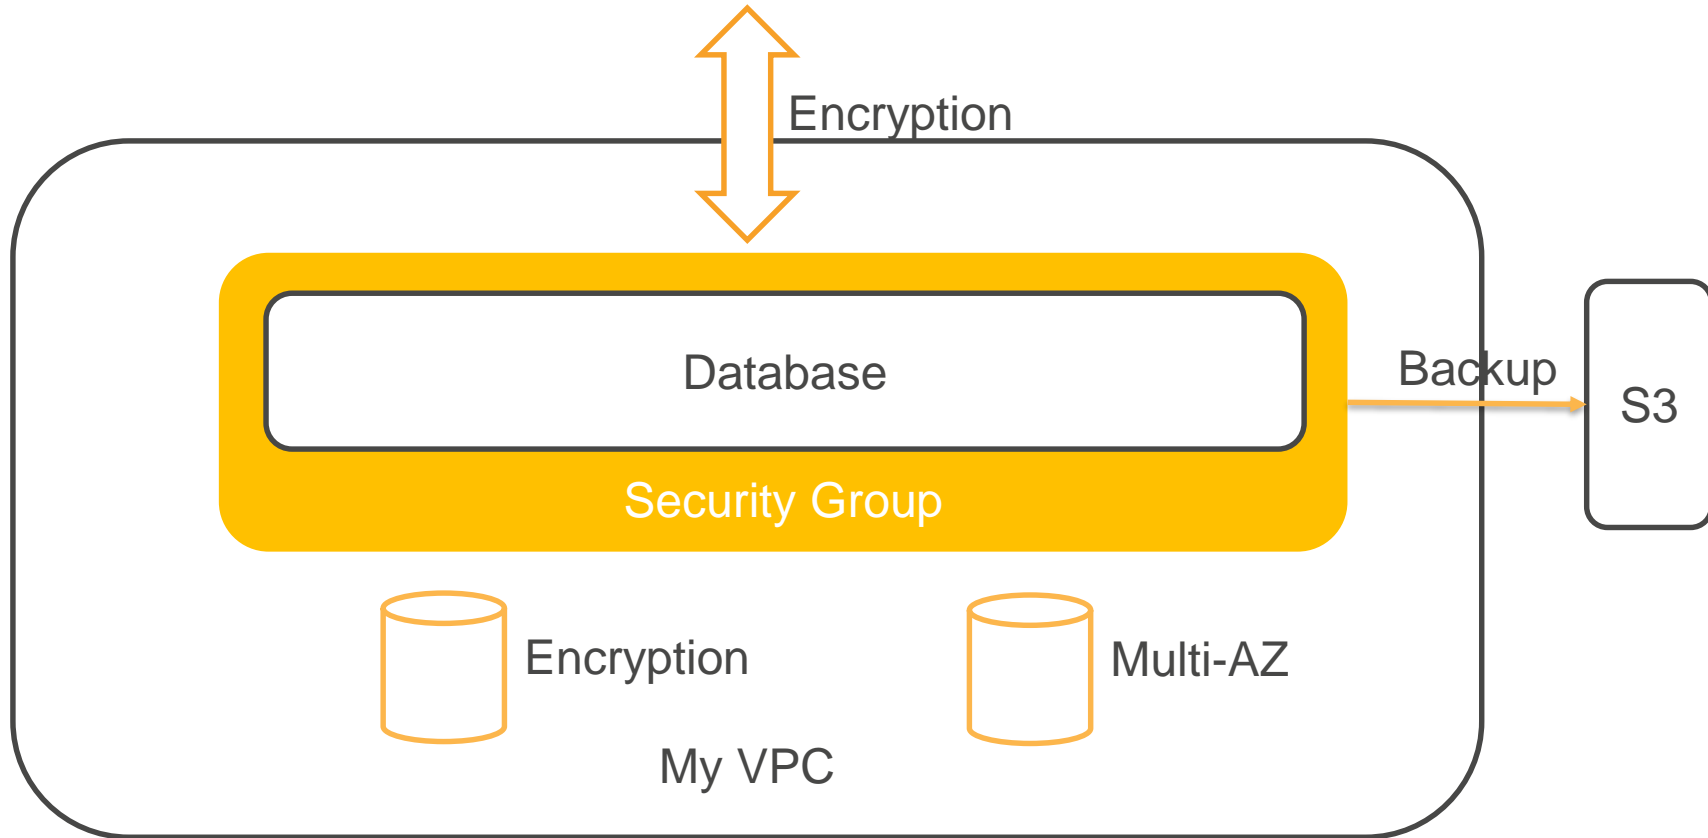 Encryption
Database
Backup
S3
Security Group
Encryption
Multi-AZ
My VPC